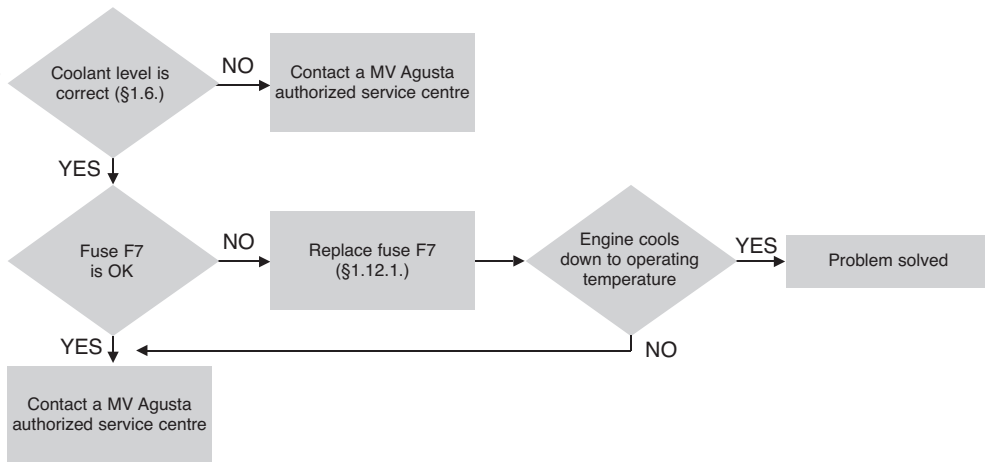 Coolant level is
correct (§1.6.)
NO
Contact a MV Agusta
authorized service centre
YES
Fuse F7
is OK
NO
Replace fuse F7
(§1.12.1.)
Engine cools
down to operating
temperature
YES
Problem solved
YES
NO
Contact a MV Agusta
authorized service centre